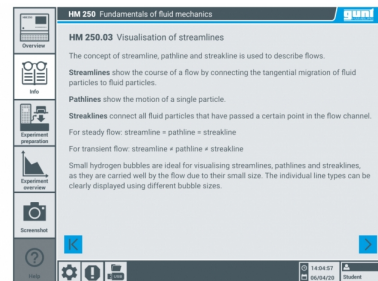 HM 250 Fundamentals of fluid mechanics
gunt
HM 250.03 Visualisation of streamlines
The concept of streamline, pathline and streakline is used to describe flows.
Streamlines show the course of a flow by connecting the tangential migration of fluid
particles to fluid particles.
Pathlines show the motion of a single particle.
Streaklines connect all fluid particles that have passed a certain point in the flow channel.
For steady flow: streamline = pathline = streakline
For transient flow: streamline ≠ pathline ≠ streakline
Small hydrogen bubbles are ideal for visualising streamlines, pathlines and streaklines,
as they are carried well by the flow due to their small size. The individual line types can be
clearly displayed using different bubble sizes.
Overview
Info
Experiment
preparation
Experiment
overview
Screenshot
Help
14:04:57
06/04/20
Student